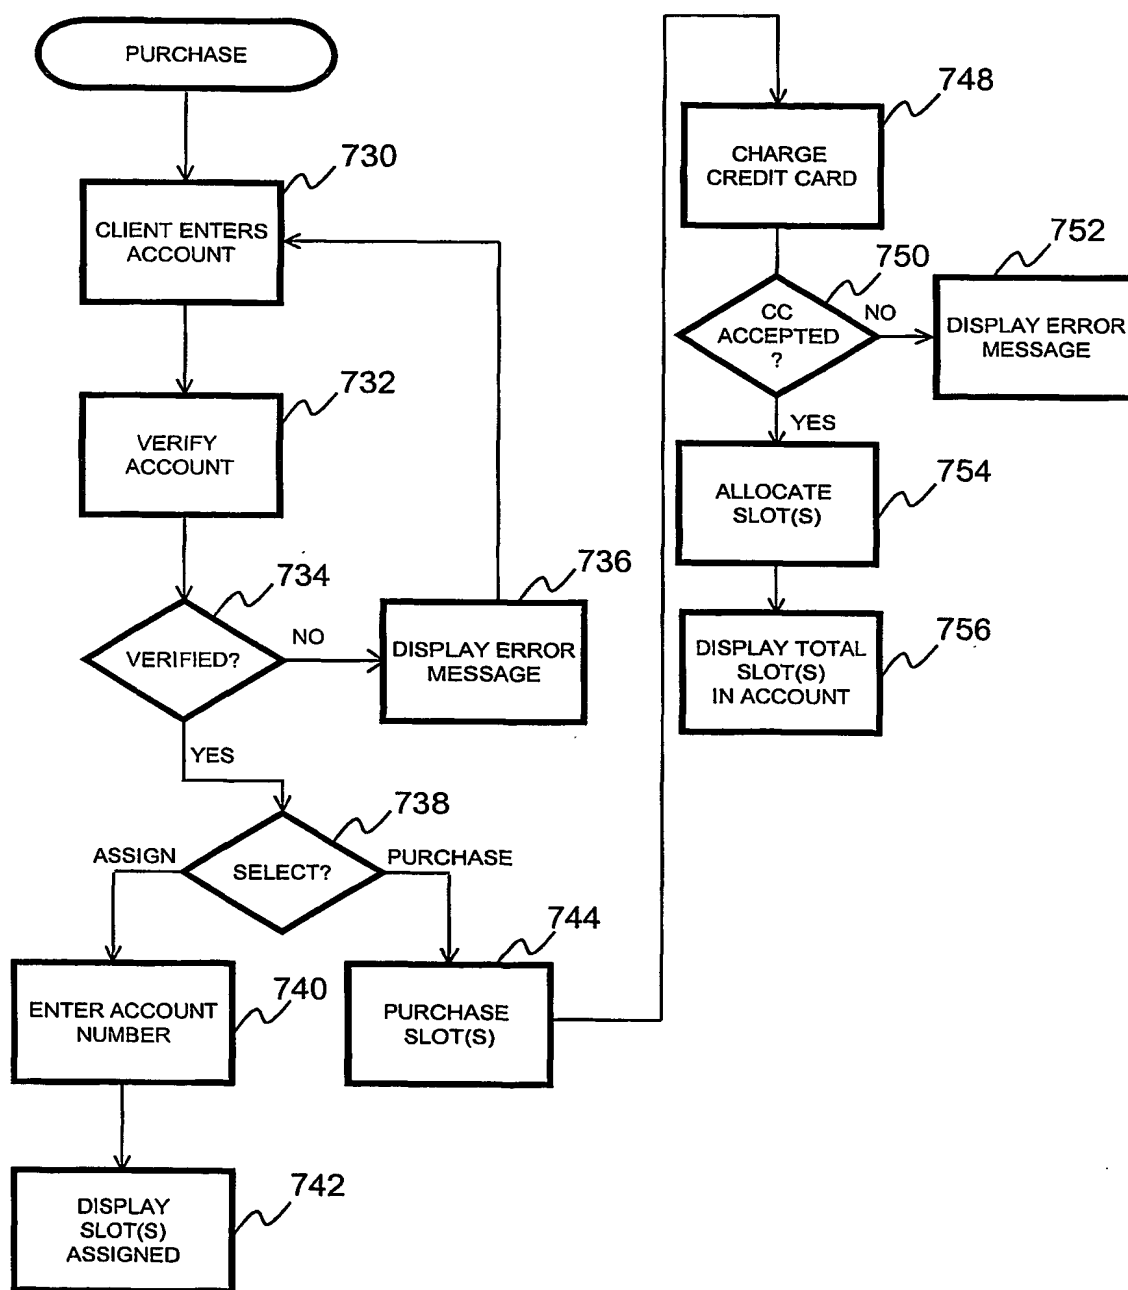 PURCHASE
730
CLIENT ENTERS
ACCOUNT
732
VERIFY
ACCOUNT
734
VERIFIED?
NO
736
DISPLAY ERROR
MESSAGE
YES
738
SELECT?
ASSIGN
PURCHASE
740
ENTER ACCOUNT
NUMBER
742
DISPLAY
SLOT(S)
ASSIGNED
744
PURCHASE
SLOT(S)
748
CHARGE
CREDIT CARD
750
CC
ACCEPTED
?
NO
752
DISPLAY ERROR
MESSAGE
YES
754
ALLOCATE
SLOT(S)
756
DISPLAY TOTAL
SLOT(S)
IN ACCOUNT